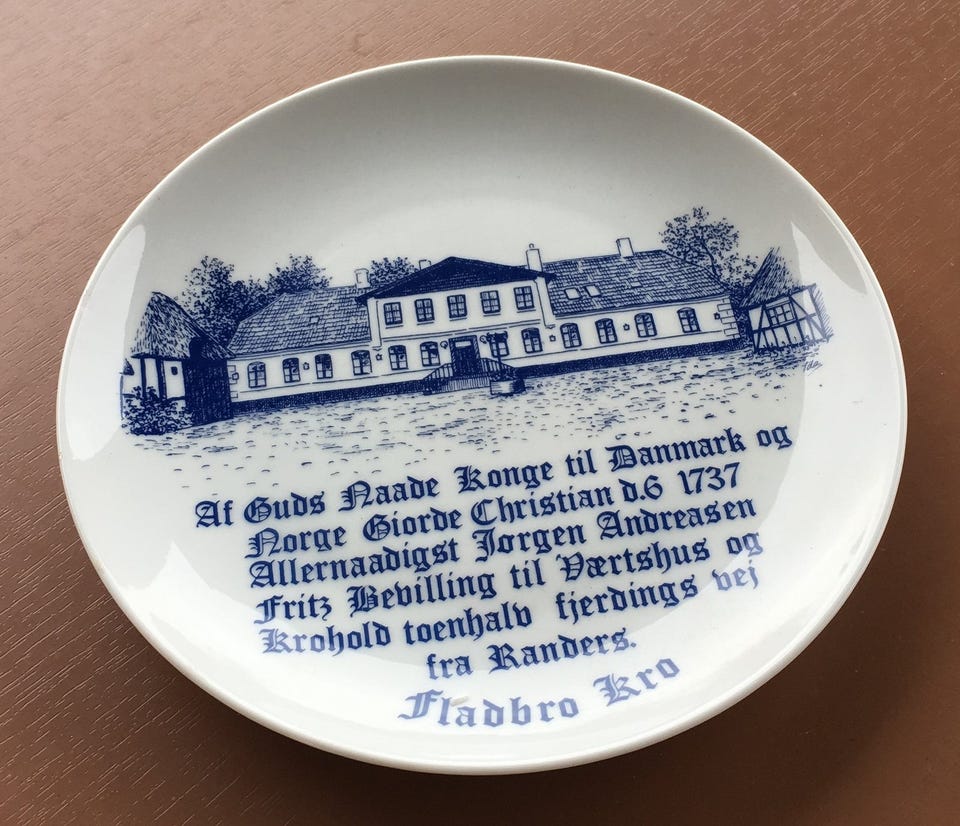 Af Guds Naade Konge til Danmark og
Norge Giorde Christian d.6 1737
Allernaadigst Jørgen Andreasen
Fritz Bevilling til Værtshus og
Krohold toenhalv fjerdings vej
fra Randers.
Fladbro Kro